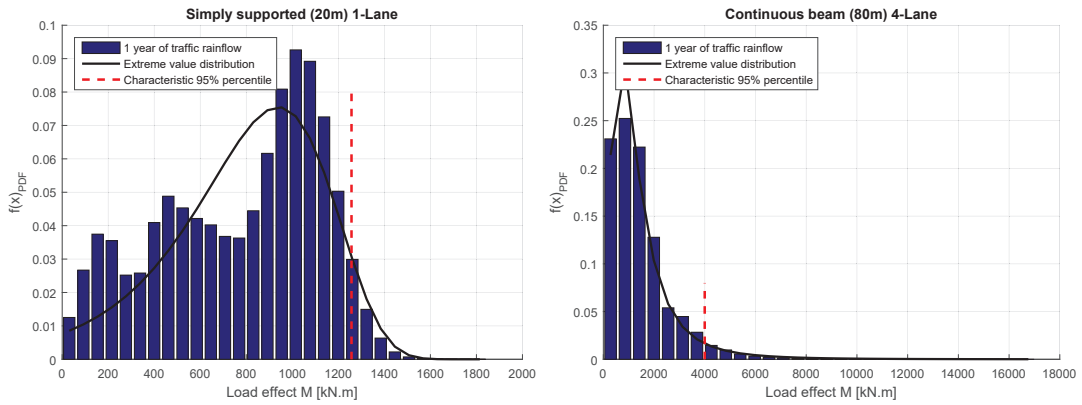 Simply supported (20m) 1-Lane
0.1
0.09
0.08
0.07
0.06
0.05
0.04
0.03
0.02
0.01
0
f(x)PDF
1 year of traffic rainflow
Extreme value distribution
Characteristic 95% percentile
0 200 400 600 800 1000 1200 1400 1600 1800 2000
Load effect M [kN.m]
Continuous beam (80m) 4-Lane
0.35
0.3
0.25
0.2
0.15
0.1
0.05
0
f(x)PDF
1 year of traffic rainflow
Extreme value distribution
Characteristic 95% percentile
0 2000 4000 6000 8000 10000 12000 14000 16000 18000
Load effect M [kN.m]